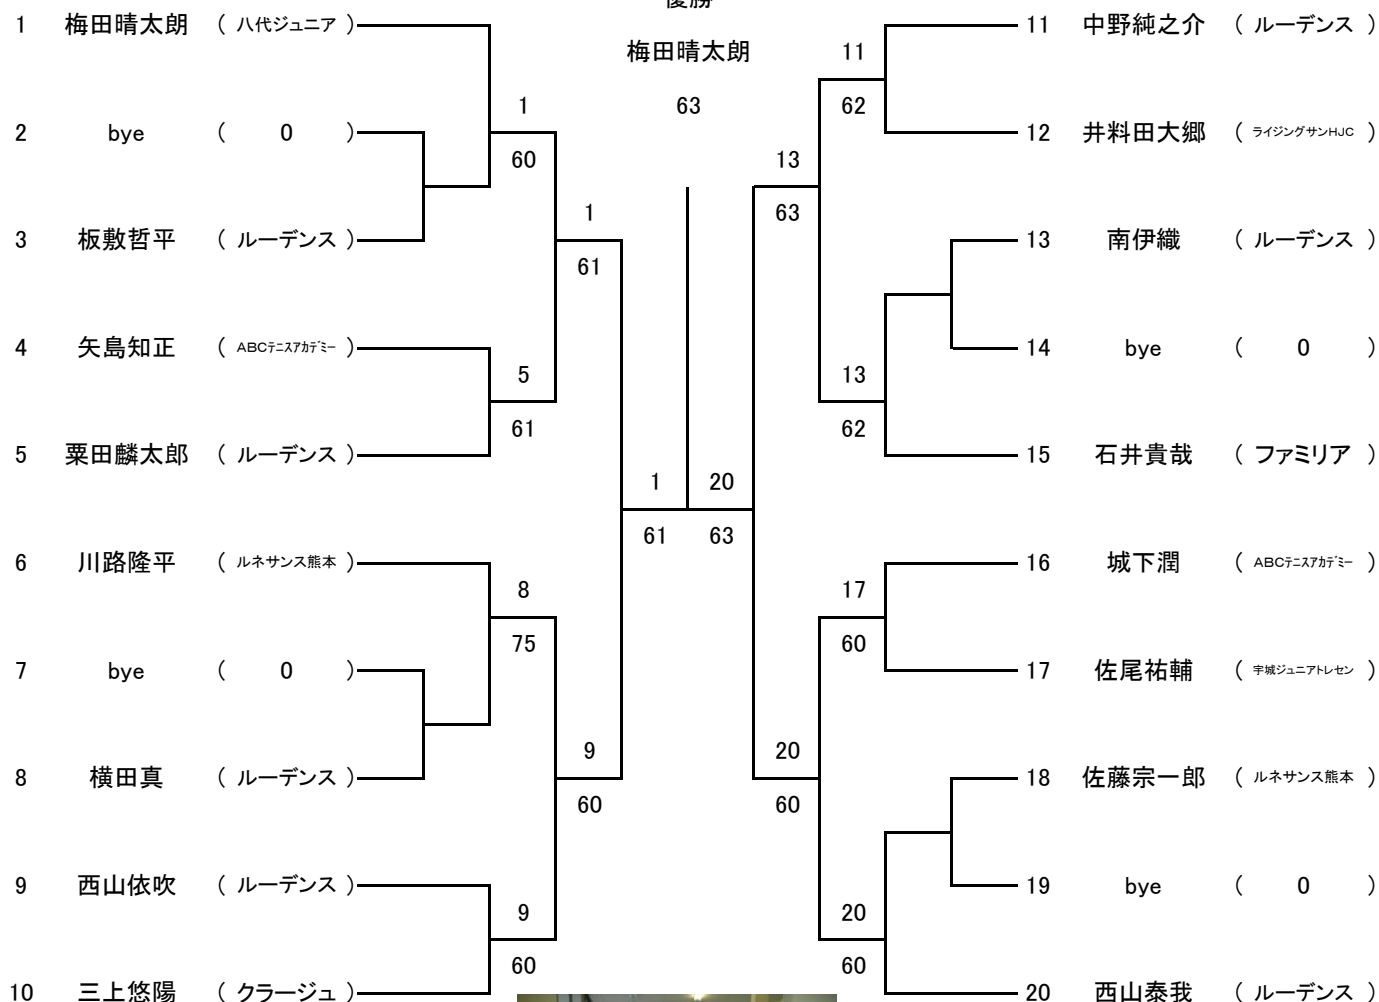 優勝
梅田晴太朗
63
1 梅田晴太朗 ( 八代ジュニア )
2 bye ( 0 )
3 板敷哲平 ( ルーデンス )
4 矢島知正 ( ABCテニスアカデミー )
5 粟田麟太郎 ( ルーデンス )
6 川路隆平 ( ルネサンス熊本 )
7 bye ( 0 )
8 横田真 ( ルーデンス )
9 西山依吹 ( ルーデンス )
10 三上悠陽 ( クラージュ )
1
60
1
61
5
61
1
61
8
75
9
60
9
60
11
62
13
63
13
62
20
63
17
60
20
60
20
60
11 中野純之介 ( ルーデンス )
12 井料田大郷 ( ライジングサンHJC )
13 南伊織 ( ルーデンス )
14 bye ( 0 )
15 石井貴哉 ( ファミリア )
16 城下潤 ( ABCテニスアカデミー )
17 佐尾祐輔 ( 宇城ジュニアトレセン )
18 佐藤宗一郎 ( ルネサンス熊本 )
19 bye ( 0 )
20 西山泰我 ( ルーデンス )